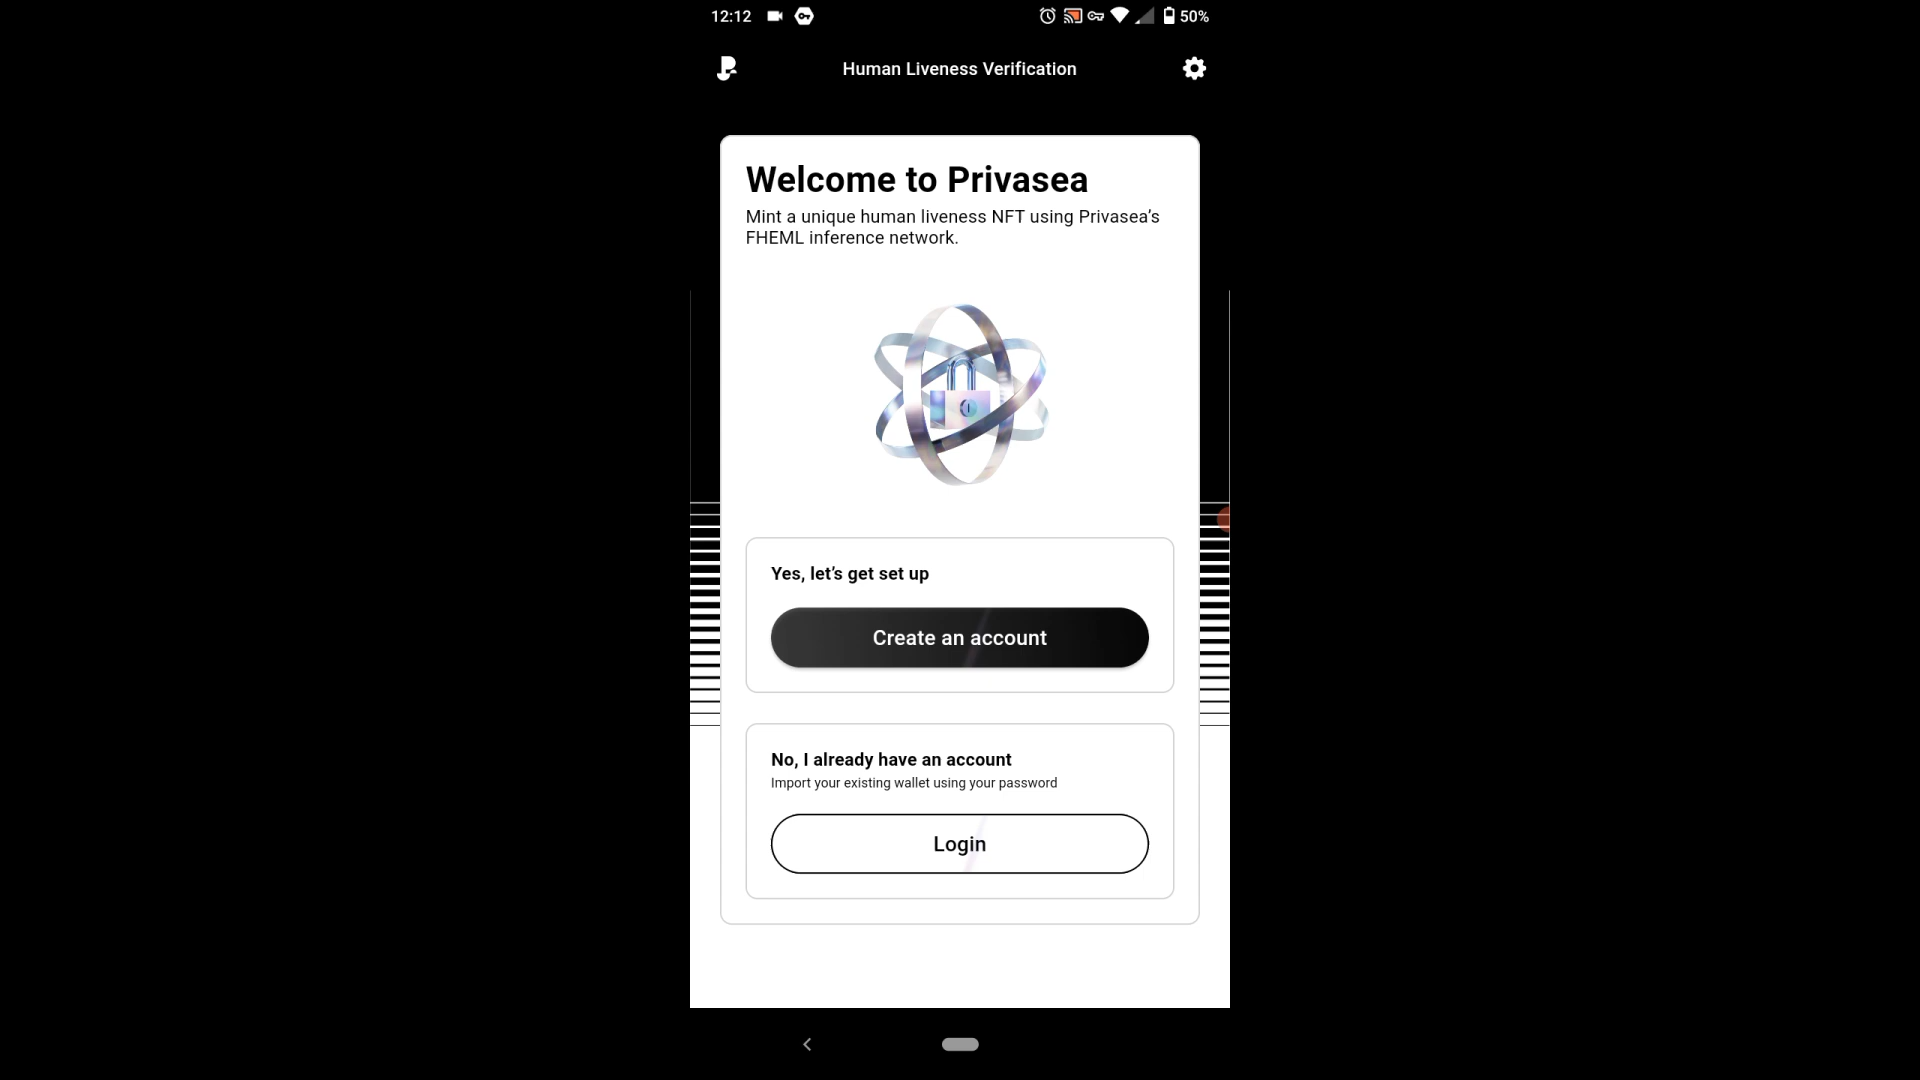 12:12
50%
Human Liveness Verification
Welcome to Privasea
Mint a unique human liveness NFT using Privasea’s
FHEML inference network.
Yes, let’s get set up
Create an account
No, I already have an account
Import your existing wallet using your password
Login